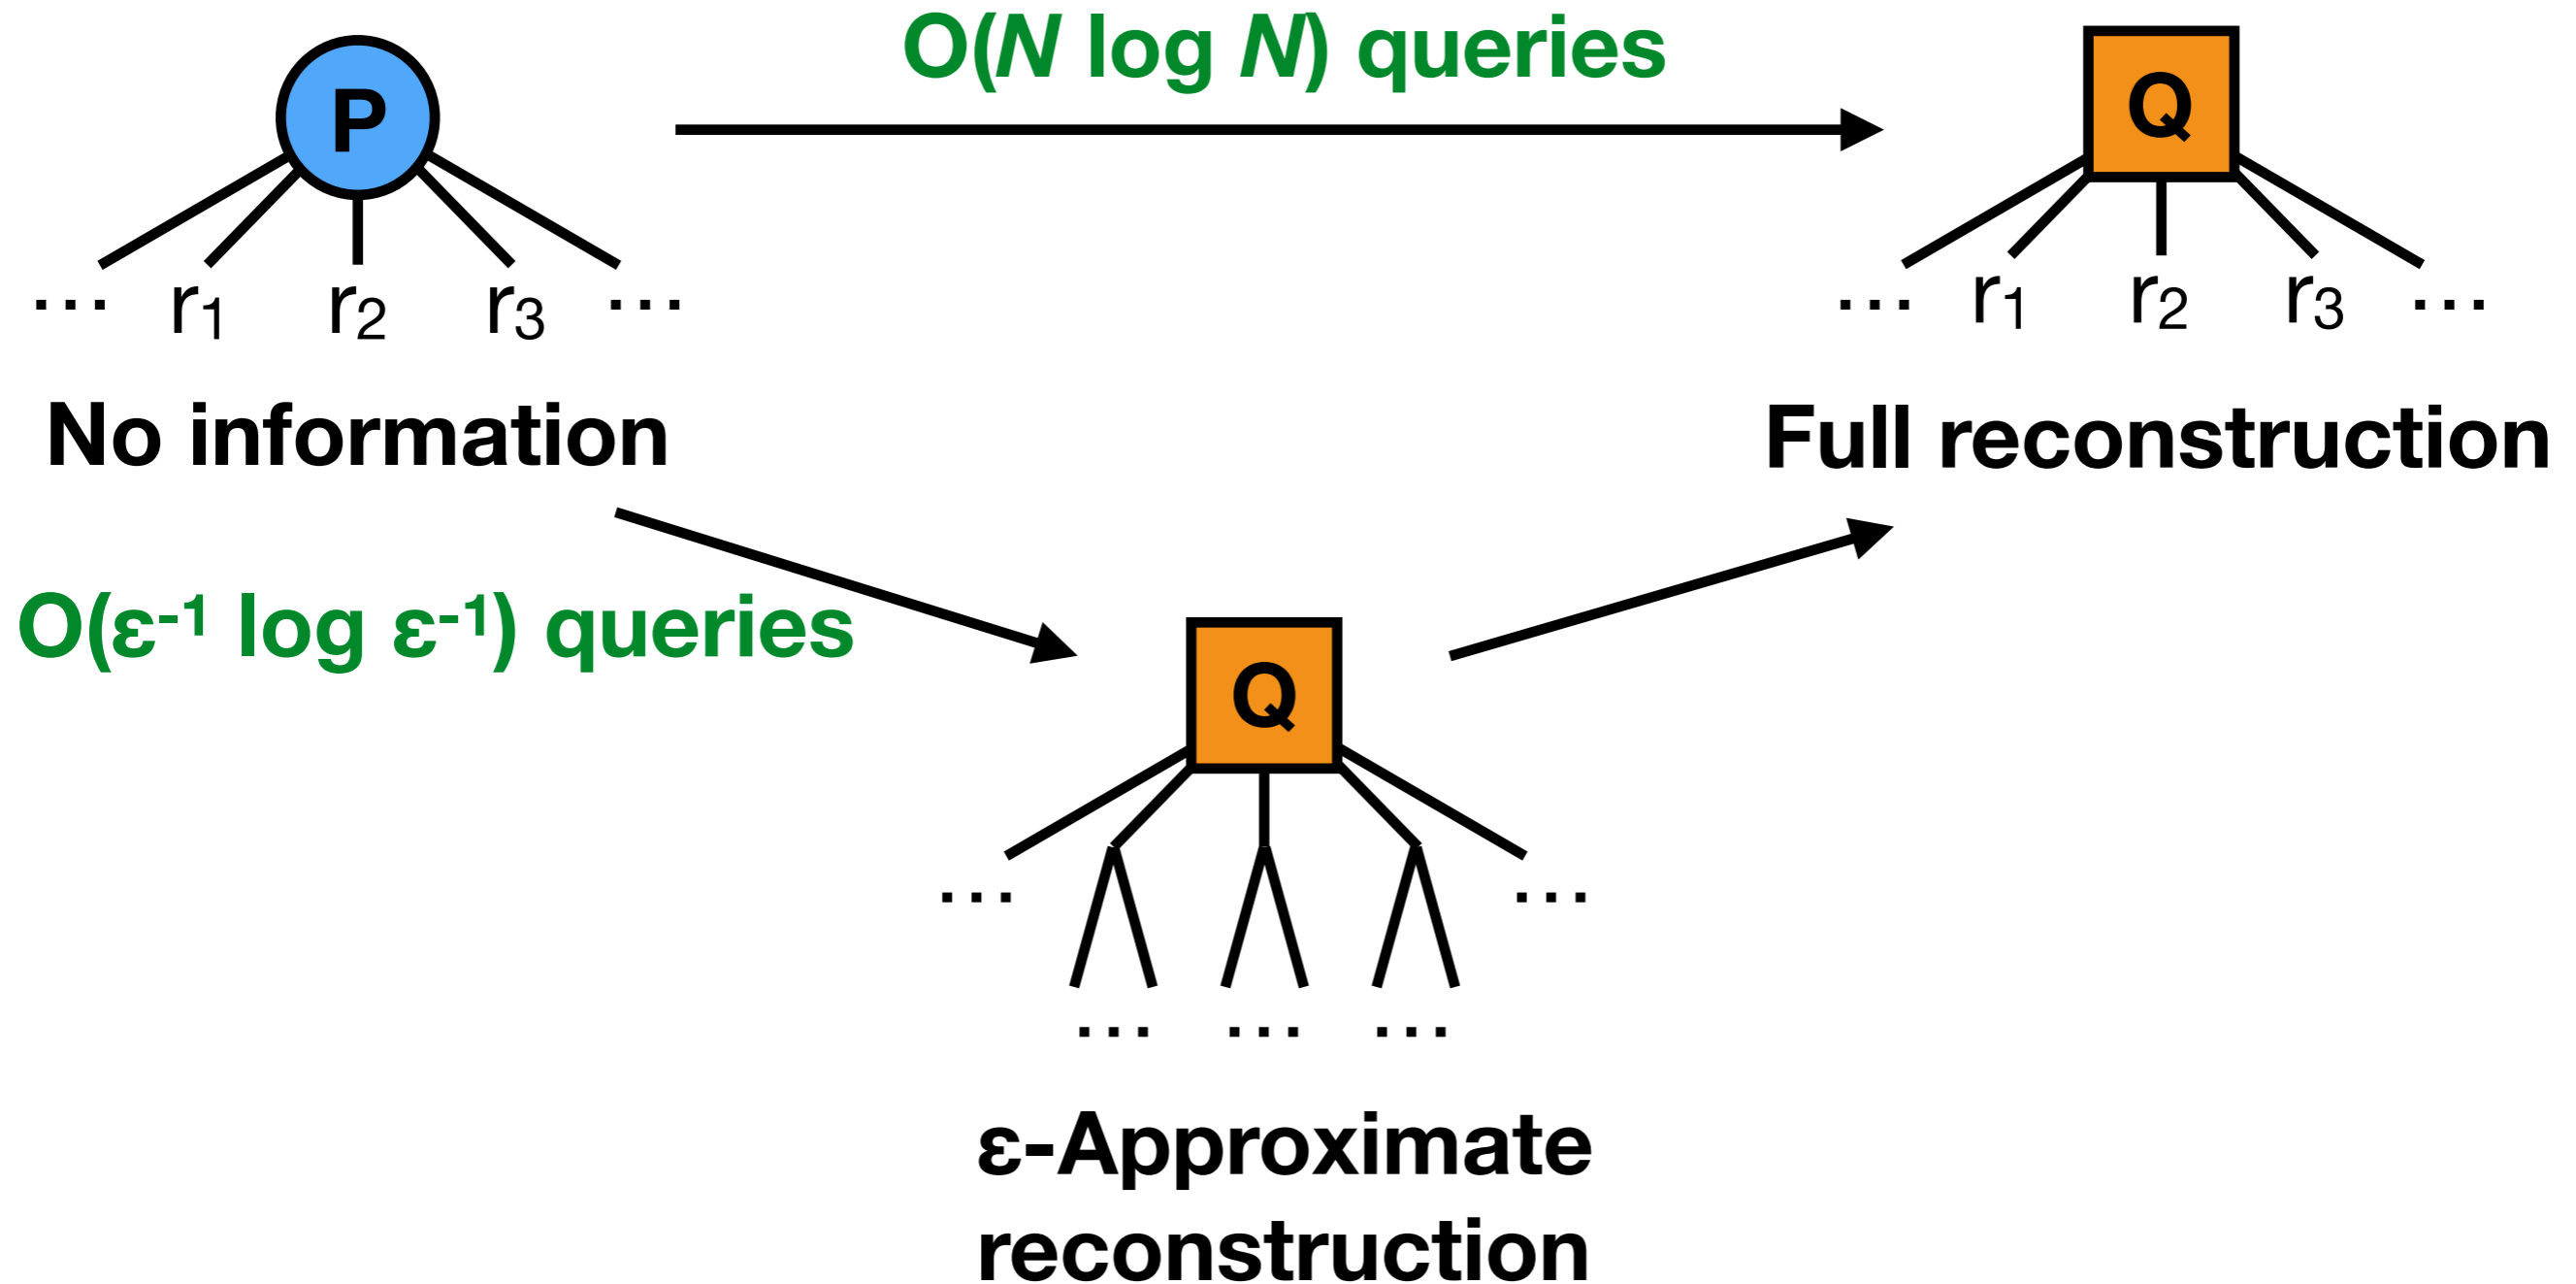 O(N log N) queries
P
Q
... r₁ r₂ r₃ ...
... r₁ r₂ r₃ ...
No information
Full reconstruction
O(ε⁻¹ log ε⁻¹) queries
Q
... ...
... ... ...
ε-Approximate
reconstruction